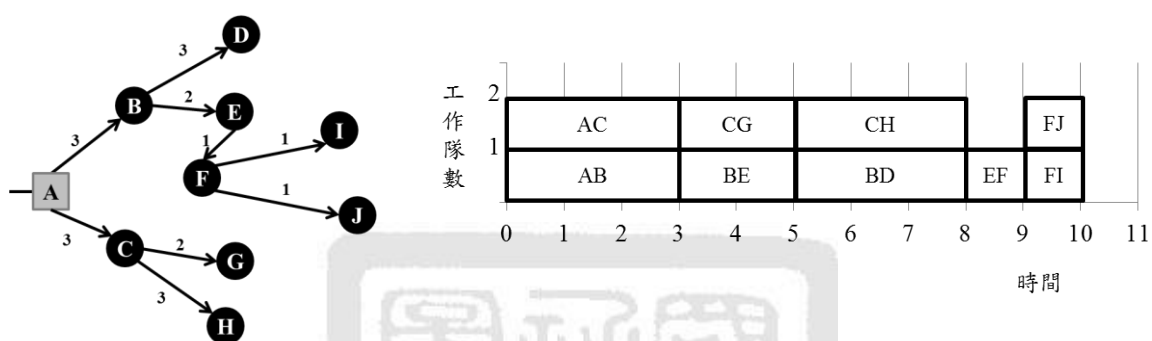 D
3
B
2
E
3
1
1
I
A
F
1
J
3
C
2
G
3
H
工作隊數
2
1
AC
CG
CH
FJ
AB
BE
BD
EF
FI
0 1 2 3 4 5 6 7 8 9 10 11
時間